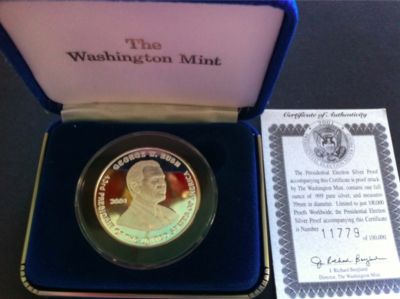 The
Washington Mint
GEORGE W. BUSH
2001
Certificate of Authenticity
2001
The Presidential Election Silver Proof
accompanying this Certificate is proof struck
by The Washington Mint, contains one full
ounce of .999 pure silver, and measures
39mm in diameter. Limited to just 100,000
Proofs Worldwide, the Presidential Election
Silver Proof accompanying this Certificate
is Number 11779 of 100,000.
J. Richard Bergland
Director, The Washington Mint